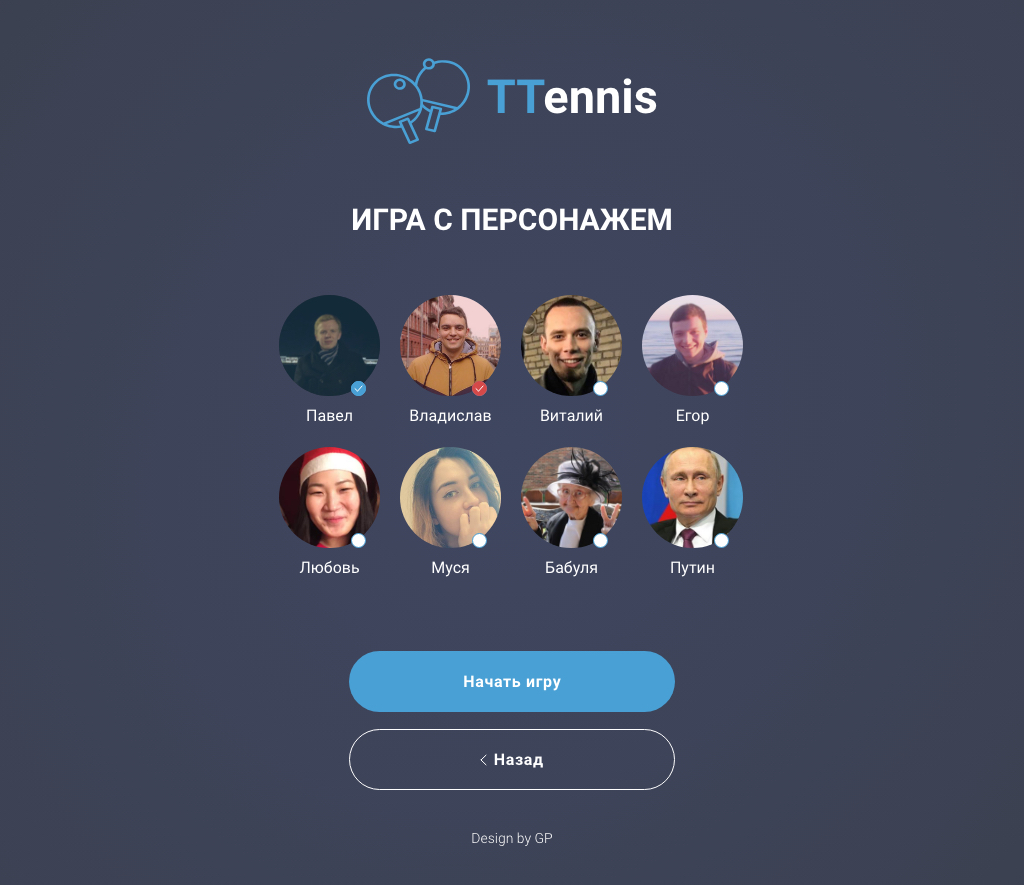 TTennis
ИГРА С ПЕРСОНАЖЕМ
Павел Владислав Виталий Егор
Любовь Муся Бабуля Путин
Начать игру
Назад
Design by GP